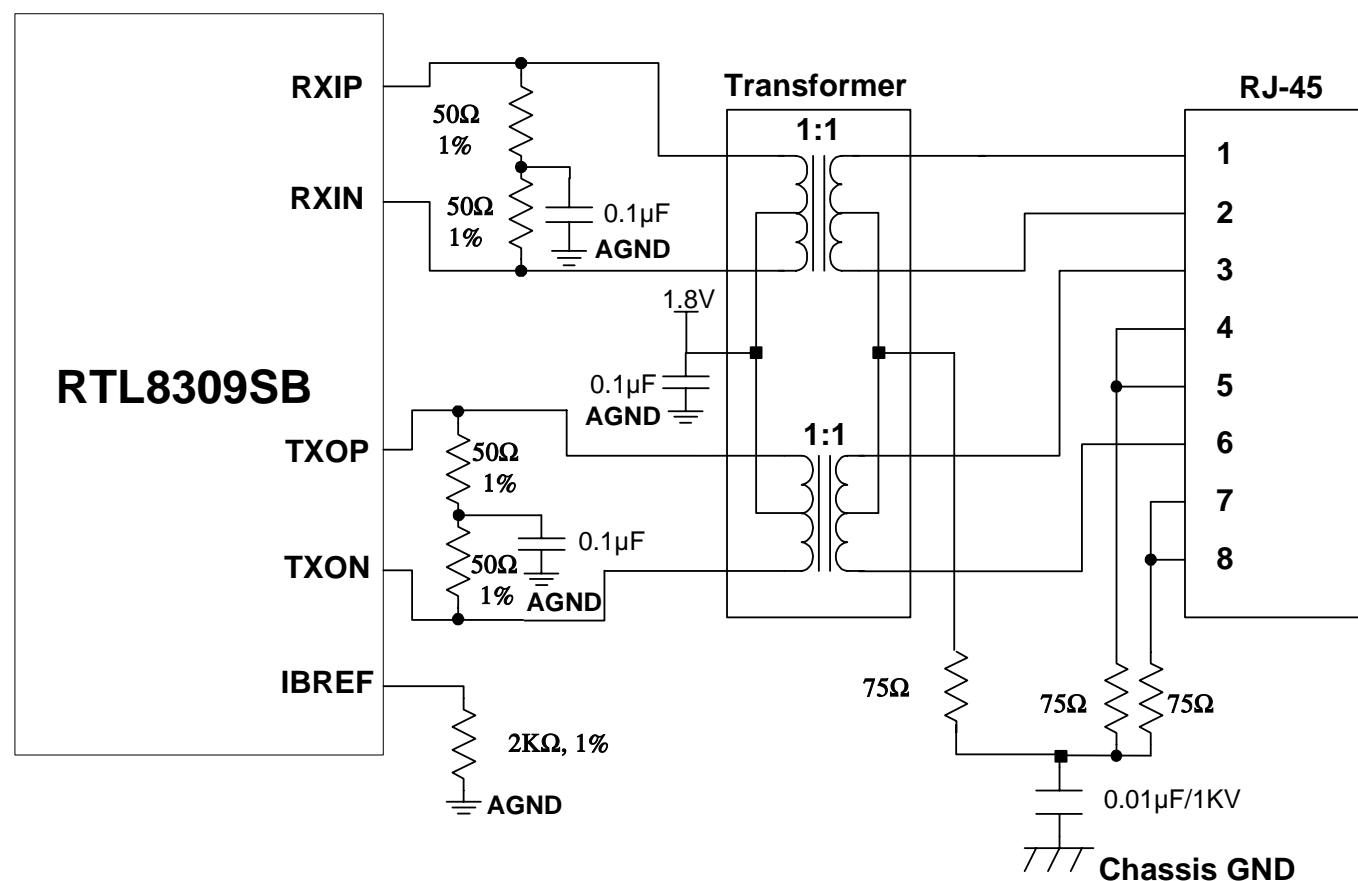 RTL8309SB
RXIP
RXIN
TXOP
TXON
IBREF
50Ω
1%
50Ω
1%
0.1µF
AGND
1.8V
0.1µF
AGND
50Ω
1%
50Ω
1%
0.1µF
AGND
2KΩ, 1%
AGND
Transformer
1:1
1:1
RJ-45
1
2
3
4
5
6
7
8
75Ω
75Ω
75Ω
0.01µF/1KV
Chassis GND